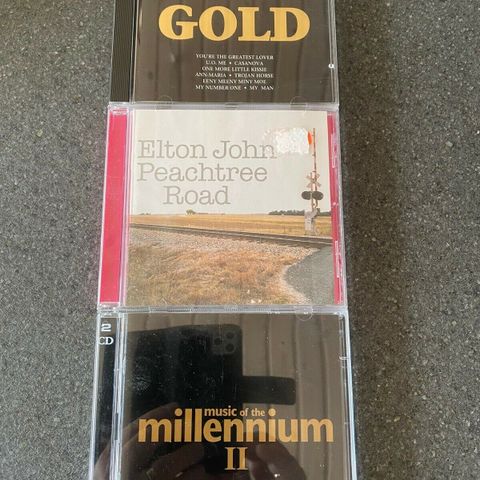 GOLD
YOU'RE THE GREATEST LOVER
U.O. ME • CASANOVA
ONE MORE LITTLE KISSIE
ANN-MARIA • TROJAN HORSE
EENY MEENY MINY MOE
MY NUMBER ONE • MY MAN
Elton John
Peachtree
Road
2
CD
music of the
millennium
II